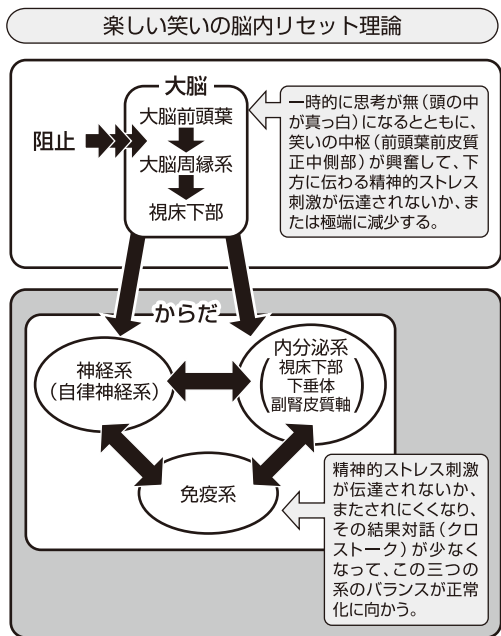 楽しい笑いの脳内リセット理論
大脳
大脳前頭葉
阻止
大脳周縁系
視床下部
一時的に思考が無（頭の中
が真っ白）になるとともに、
笑いの中枢（前頭葉前皮質
正中側部）が興奮して、下
方に伝わる精神的ストレス
刺激が伝達されないか、ま
たは極端に減少する。
からだ
神経系
（自律神経系）
内分泌系
視床下部
下垂体
副腎皮質軸
免疫系
精神的ストレス刺激
が伝達されないか、
またされにくくなり、
その結果対話（クロ
ストーク）が少なく
なって、この三つの
系のバランスが正常
化に向かう。